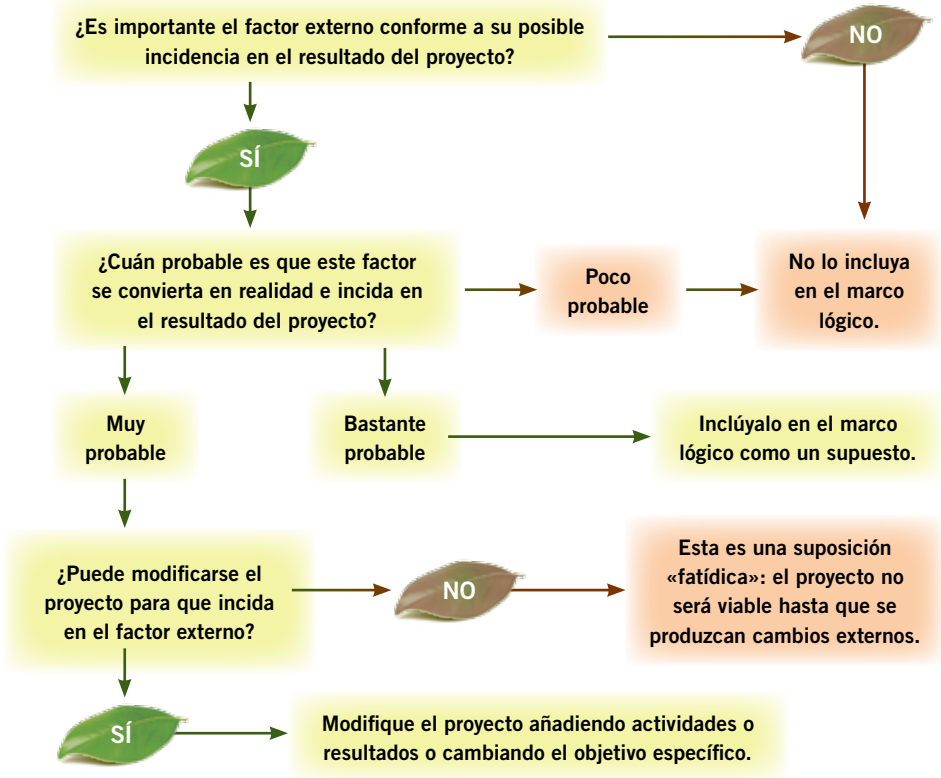 ¿Es importante el factor externo conforme a su posible
incidencia en el resultado del proyecto?
NO
SÍ
¿Cuán probable es que este factor
se convierta en realidad e incida en
el resultado del proyecto?
Poco
probable
No lo incluya
en el marco
lógico.
Muy
probable
Bastante
probable
Inclúyalo en el marco
lógico como un supuesto.
¿Puede modificarse el
proyecto para que incida
en el factor externo?
NO
Esta es una suposición
«fatídica»: el proyecto no
será viable hasta que se
produzcan cambios externos.
SÍ
Modifique el proyecto añadiendo actividades o
resultados o cambiando el objetivo específico.